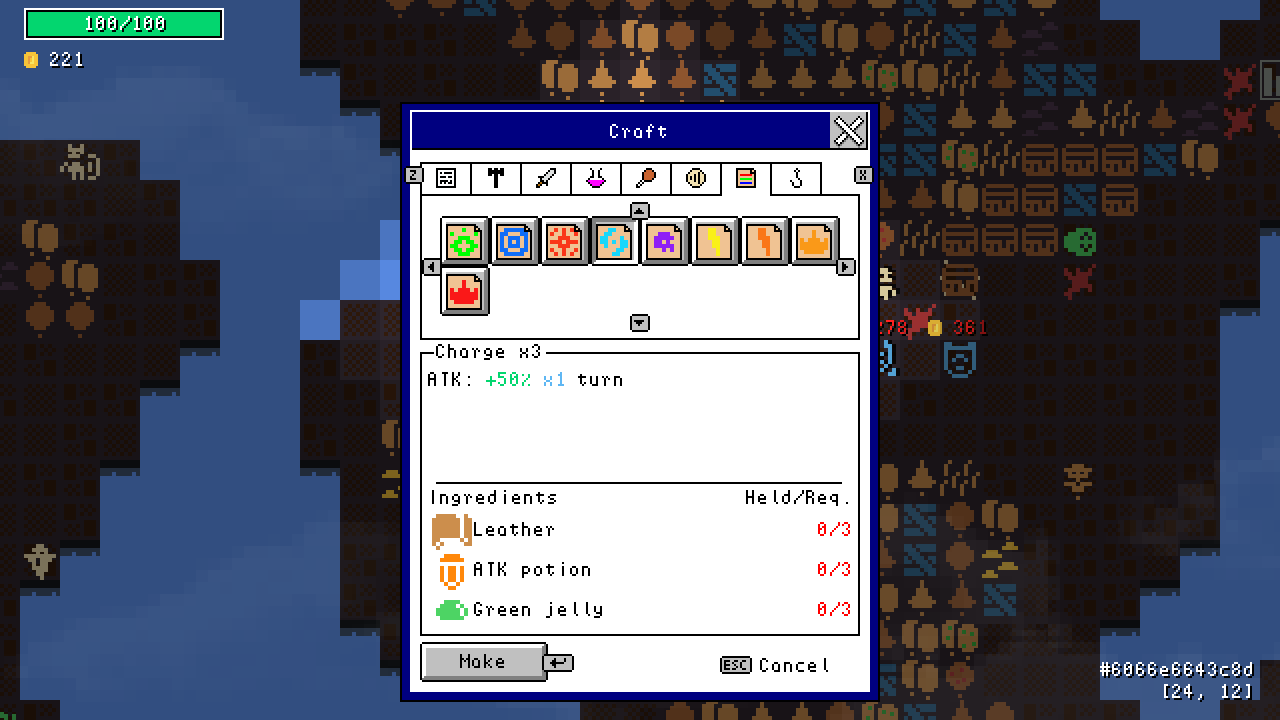 100/100
221
Craft
Z
X
278 361
Charge x3
ATK: +50% x1 turn
Ingredients Held/Req.
Leather 0/3
ATK potion 0/3
Green jelly 0/3
Make
ESC Cancel
#6066e6643c8d
[24, 12]